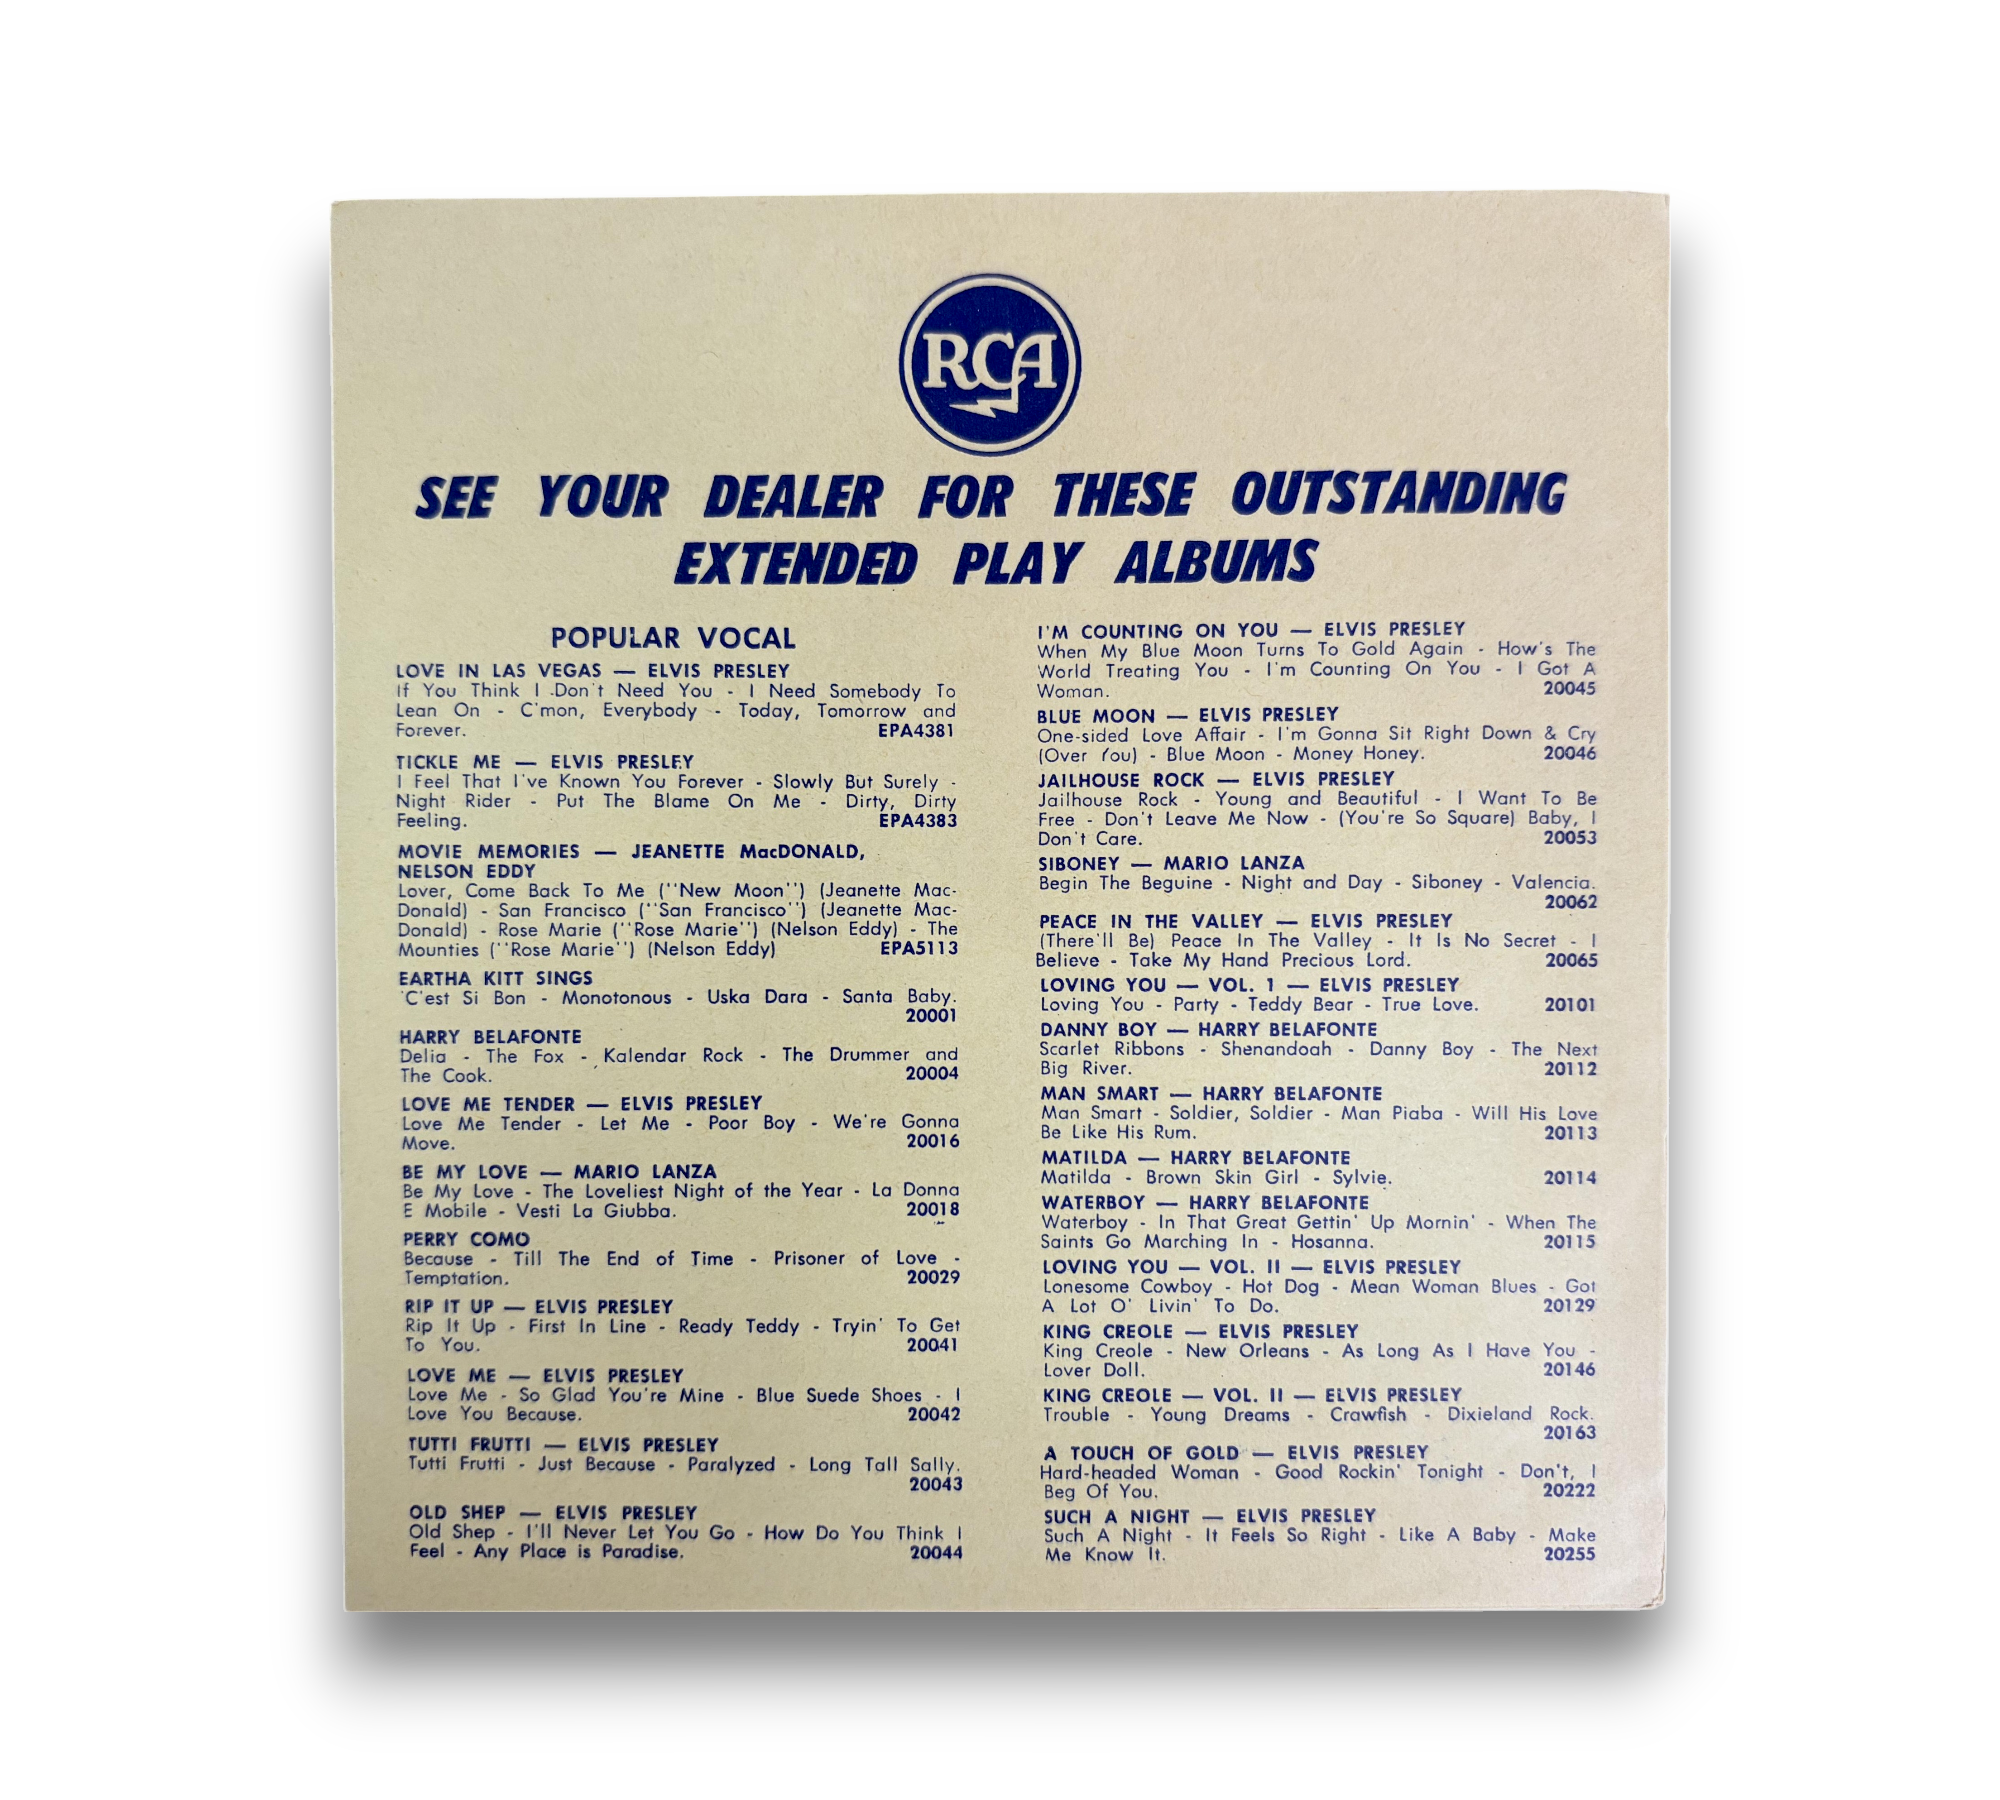 RCA
SEE YOUR DEALER FOR THESE OUTSTANDING
EXTENDED PLAY ALBUMS
POPULAR VOCAL
LOVE IN LAS VEGAS — ELVIS PRESLEY
If You Think I Don't Need You - I Need Somebody To
Lean On - C'mon, Everybody - Today, Tomorrow and
Forever. EPA4381
TICKLE ME — ELVIS PRESLEY
I Feel That I've Known You Forever - Slowly But Surely -
Night Rider - Put The Blame On Me - Dirty, Dirty
Feeling. EPA4383
MOVIE MEMORIES — JEANETTE MacDONALD,
NELSON EDDY
Lover, Come Back To Me (''New Moon'') (Jeanette Mac-
Donald) - San Francisco (''San Francisco'') (Jeanette Mac-
Donald) - Rose Marie (''Rose Marie'') (Nelson Eddy) - The
Mounties (''Rose Marie'') (Nelson Eddy) EPA5113
EARTHA KITT SINGS
'C'est Si Bon - Monotonous - Uska Dara - Santa Baby.
20001
HARRY BELAFONTE
Delia - The Fox - Kalendar Rock - The Drummer and
The Cook. 20004
LOVE ME TENDER — ELVIS PRESLEY
Love Me Tender - Let Me - Poor Boy - We're Gonna
Move. 20016
BE MY LOVE — MARIO LANZA
Be My Love - The Loveliest Night of the Year - La Donna
E Mobile - Vesti La Giubba. 20018
PERRY COMO
Because - Till The End of Time - Prisoner of Love -
Temptation. 20029
RIP IT UP — ELVIS PRESLEY
Rip It Up - First In Line - Ready Teddy - Tryin' To Get
To You. 20041
LOVE ME — ELVIS PRESLEY
Love Me - So Glad You're Mine - Blue Suede Shoes - I
Love You Because. 20042
TUTTI FRUTTI — ELVIS PRESLEY
Tutti Frutti - Just Because - Paralyzed - Long Tall Sally.
20043
OLD SHEP — ELVIS PRESLEY
Old Shep - I'll Never Let You Go - How Do You Think I
Feel - Any Place is Paradise. 20044
I'M COUNTING ON YOU — ELVIS PRESLEY
When My Blue Moon Turns To Gold Again - How's The
World Treating You - I'm Counting On You - I Got A
Woman. 20045
BLUE MOON — ELVIS PRESLEY
One-sided Love Affair - I'm Gonna Sit Right Down & Cry
(Over You) - Blue Moon - Money Honey. 20046
JAILHOUSE ROCK — ELVIS PRESLEY
Jailhouse Rock - Young and Beautiful - I Want To Be
Free - Don't Leave Me Now - (You're So Square) Baby, I
Don't Care. 20053
SIBONEY — MARIO LANZA
Begin The Beguine - Night and Day - Siboney - Valencia.
20062
PEACE IN THE VALLEY — ELVIS PRESLEY
(There'll Be) Peace In The Valley - It Is No Secret - I
Believe - Take My Hand Precious Lord. 20065
LOVING YOU — VOL. 1 — ELVIS PRESLEY
Loving You - Party - Teddy Bear - True Love. 20101
DANNY BOY — HARRY BELAFONTE
Scarlet Ribbons - Shenandoah - Danny Boy - The Next
Big River. 20112
MAN SMART — HARRY BELAFONTE
Man Smart - Soldier, Soldier - Man Piaba - Will His Love
Be Like His Rum. 20113
MATILDA — HARRY BELAFONTE
Matilda - Brown Skin Girl - Sylvie. 20114
WATERBOY — HARRY BELAFONTE
Waterboy - In That Great Gettin' Up Mornin' - When The
Saints Go Marching In - Hosanna. 20115
LOVING YOU — VOL. II — ELVIS PRESLEY
Lonesome Cowboy - Hot Dog - Mean Woman Blues - Got
A Lot O' Livin' To Do. 20129
KING CREOLE — ELVIS PRESLEY
King Creole - New Orleans - As Long As I Have You -
Lover Doll. 20146
KING CREOLE — VOL. II — ELVIS PRESLEY
Trouble - Young Dreams - Crawfish - Dixieland Rock.
20163
A TOUCH OF GOLD — ELVIS PRESLEY
Hard-headed Woman - Good Rockin' Tonight - Don't, I
Beg Of You. 20222
SUCH A NIGHT — ELVIS PRESLEY
Such A Night - It Feels So Right - Like A Baby - Make
Me Know It. 20255